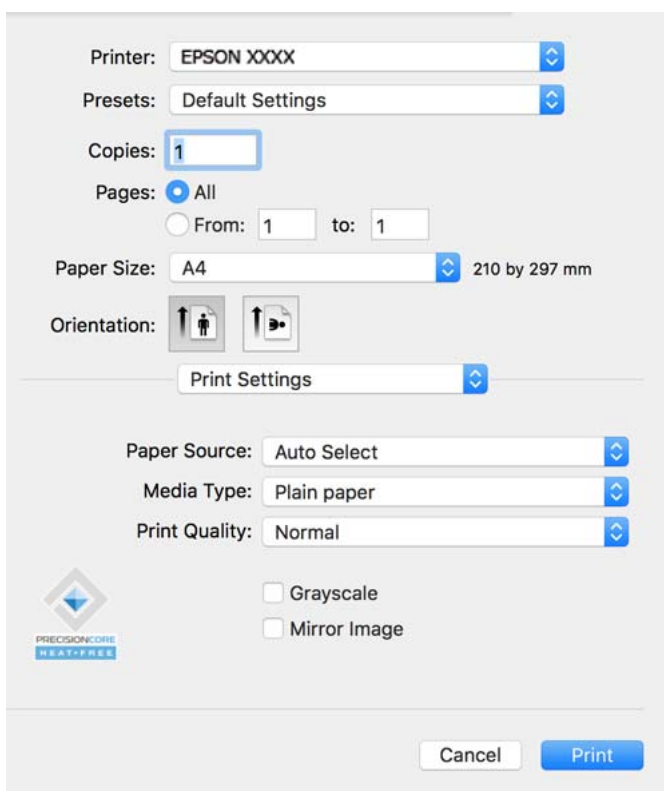 Printer: EPSON XXXX
Presets: Default Settings
Copies: 1
Pages: All
From: 1 to: 1
Paper Size: A4 210 by 297 mm
Orientation:
Print Settings
Paper Source: Auto Select
Media Type: Plain paper
Print Quality: Normal
Grayscale
Mirror Image
PRECISIONCORE
HEAT-FREE
Cancel Print